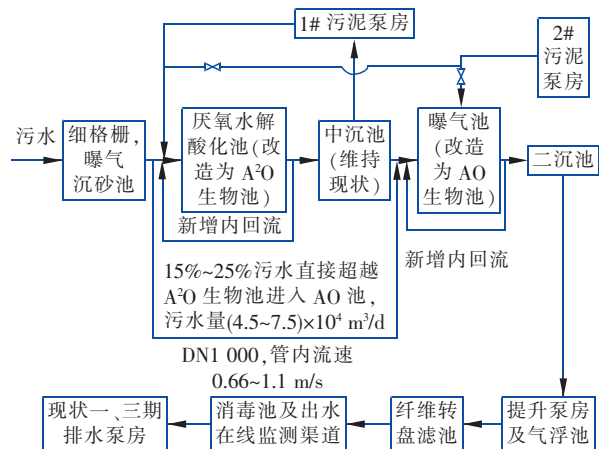 1# 污泥泵房
2#
污泥
泵房
污水
细格栅，
曝气
沉砂池
厌氧水解
酸化池(改
造为 A²O
生物池)
中沉池
(维持
现状)
曝气池
(改造
为 AO
生物池)
二沉池
新增内回流
新增内回流
15%~25%污水直接超越
A²O 生物池进入 AO 池，
污水量(4.5~7.5)×10⁴ m³/d
DN1 000，管内流速
0.66~1.1 m/s
现状一、三期
排水泵房
消毒池及出水
在线监测渠道
纤维转
盘滤池
提升泵房
及气浮池